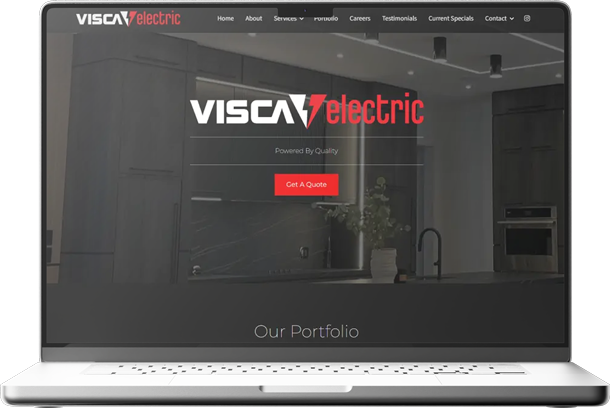 VISCA electric Home About Services Portfolio Careers Testimonials Current Specials Contact
VISCA electric
Powered By Quality
Get A Quote
Our Portfolio